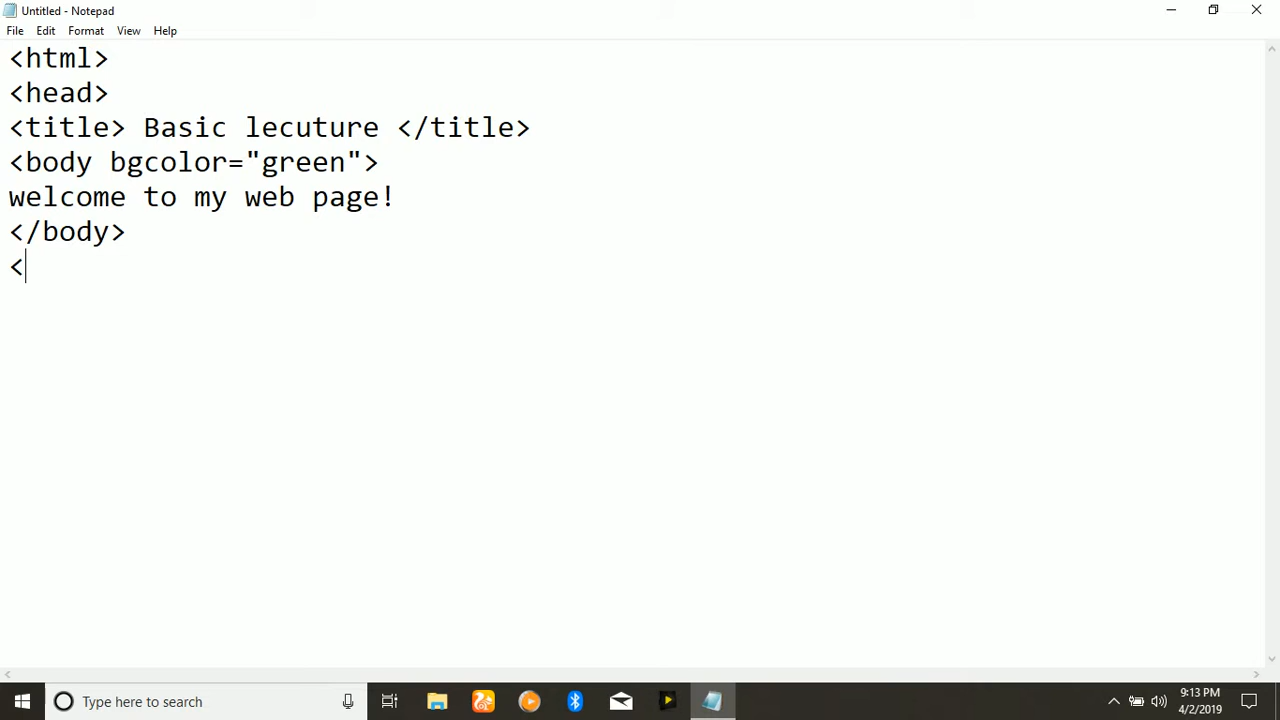 Untitled - Notepad
File Edit Format View Help
<html>
<head>
<title> Basic lecuture </title>
<body bgcolor="green">
welcome to my web page!
</body>
<
Type here to search
9:13 PM
4/2/2019